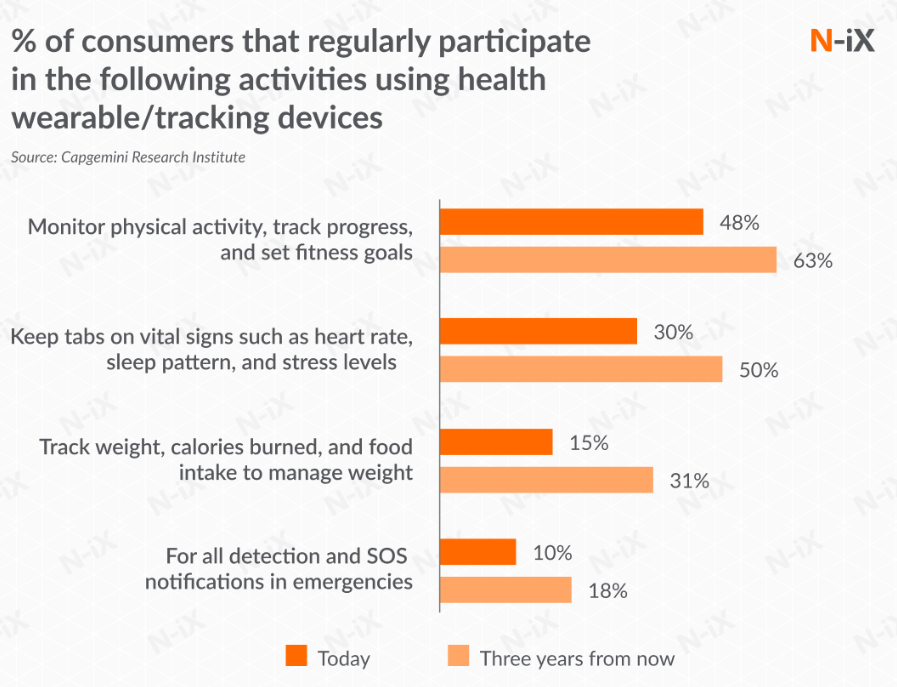 % of consumers that regularly participate
in the following activities using health
wearable/tracking devices
N-iX
Source: Capgemini Research Institute
Monitor physical activity, track progress,
and set fitness goals
48%
63%
Keep tabs on vital signs such as heart rate,
sleep pattern, and stress levels
30%
50%
Track weight, calories burned, and food
intake to manage weight
15%
31%
For all detection and SOS
notifications in emergencies
10%
18%
Today
Three years from now